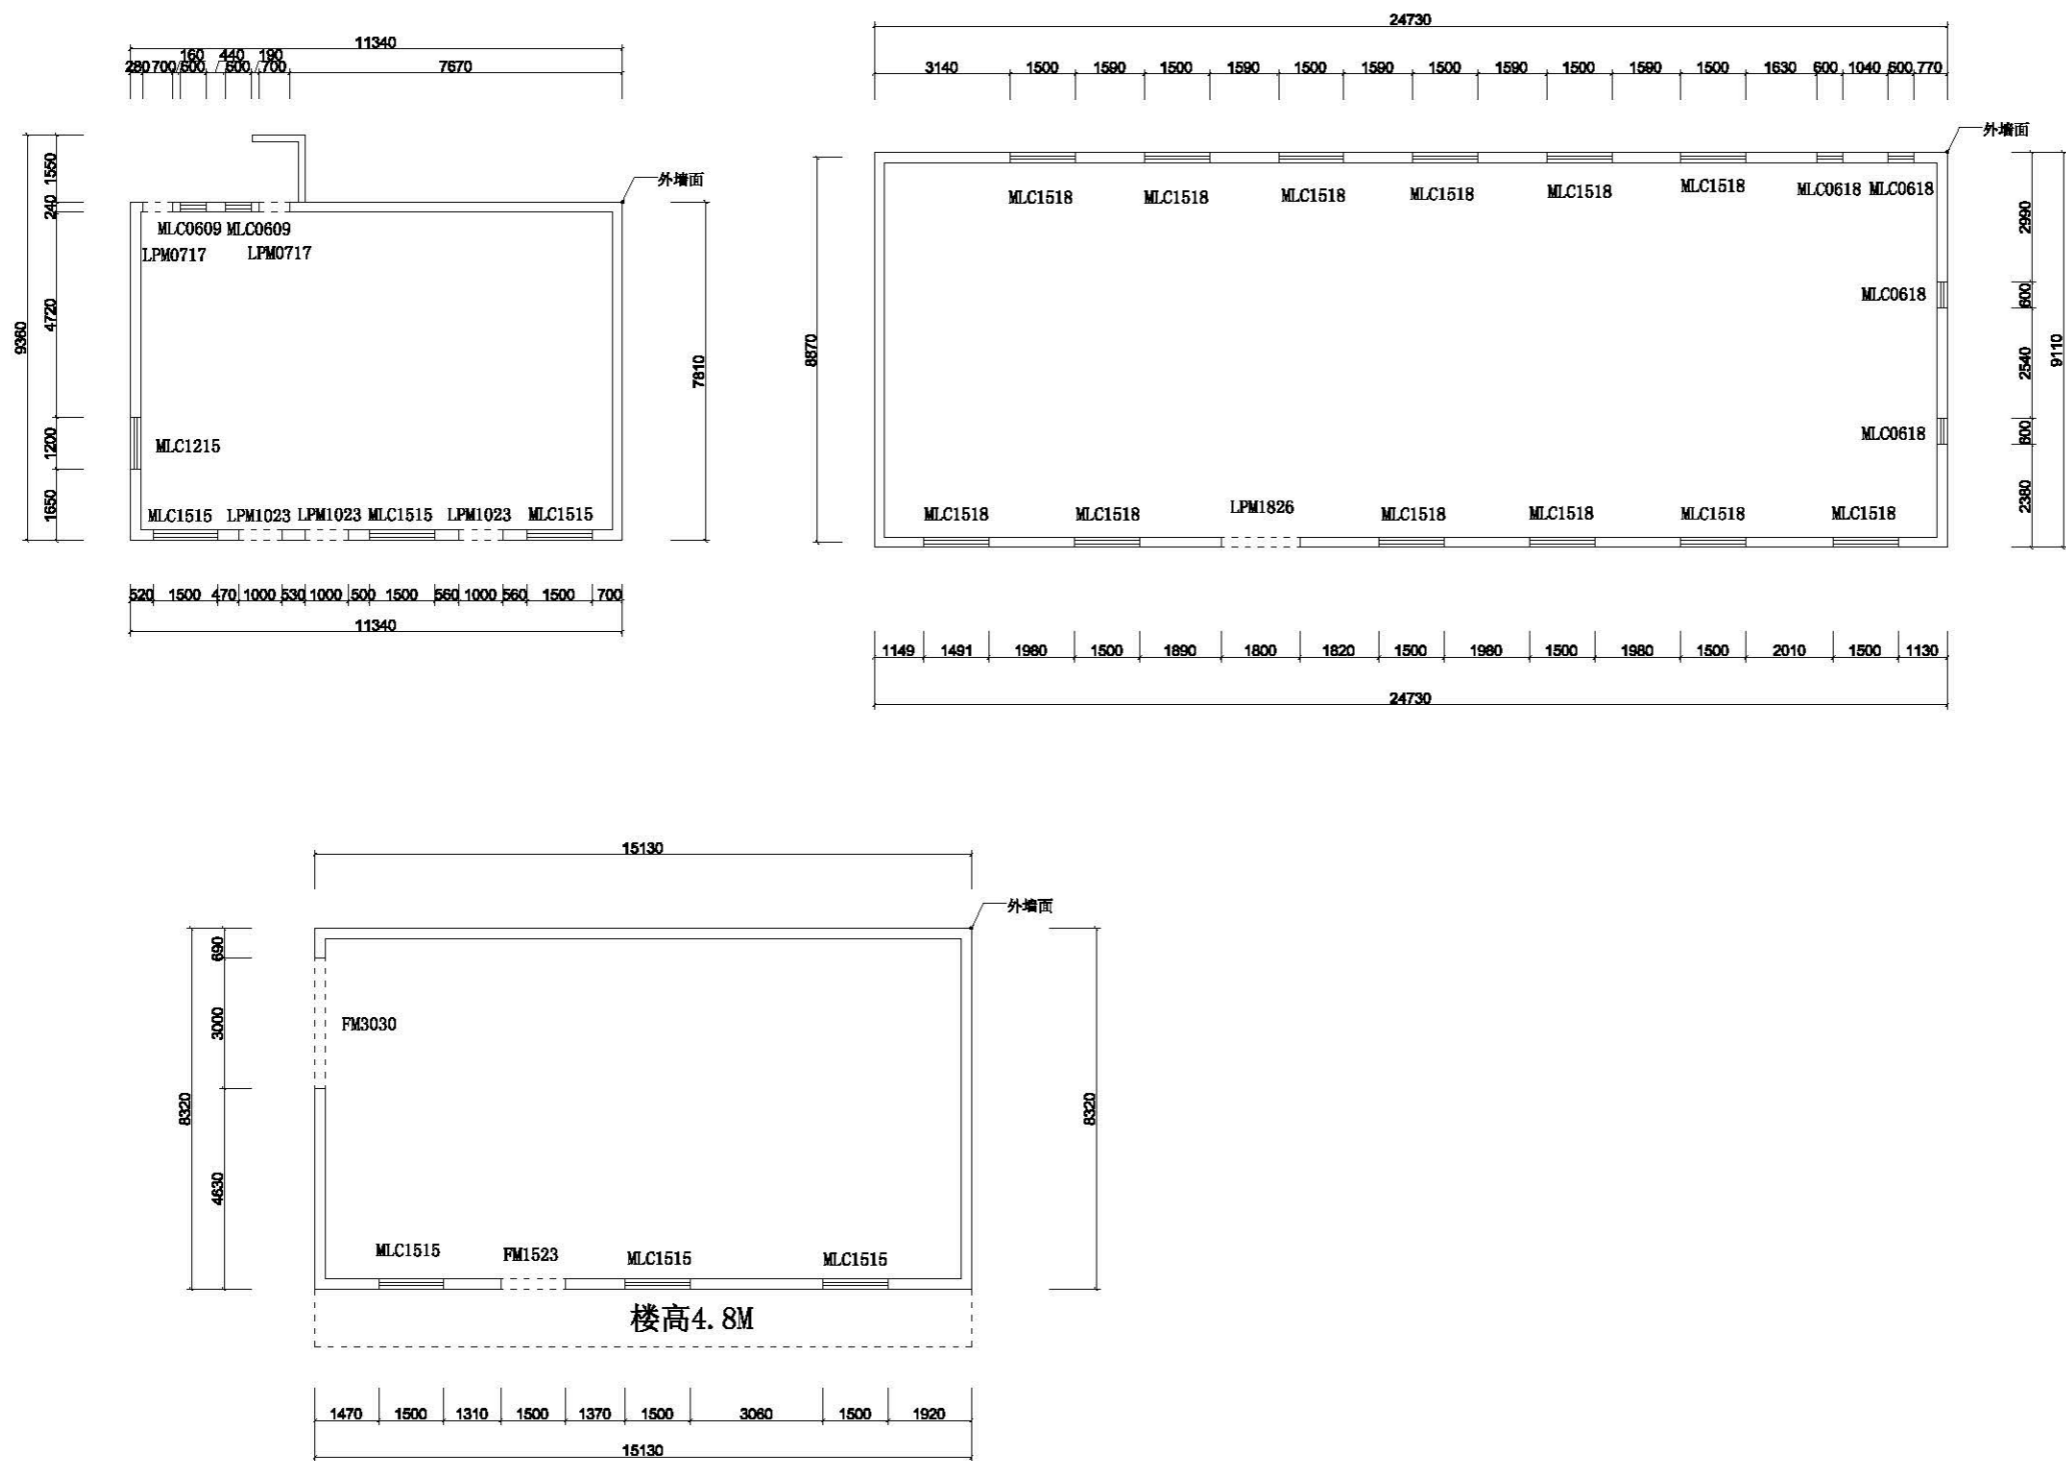 11340
160 440 190
280 700 600 600 700 7670
9360
1550
240
4720
1200
1650
外墙面
MLC0609 MLC0609
LPM0717 LPM0717
7810
MLC1215
MLC1515 LPM1023 LPM1023 MLC1515 LPM1023 MLC1515
520 1500 470 1000 530 1000 500 1500 560 1000 560 1500 700
11340
24730
3140 1500 1590 1500 1590 1500 1590 1500 1590 1500 1590 1500 1630 600 1040 600 770
外墙面
MLC1518 MLC1518 MLC1518 MLC1518 MLC1518 MLC1518 MLC0618 MLC0618
8870
MLC0618
MLC0618
2990
600
2540
600
2380
9110
MLC1518 MLC1518 LPM1826 MLC1518 MLC1518 MLC1518 MLC1518
1149 1491 1980 1500 1890 1800 1820 1500 1980 1500 1980 1500 2010 1500 1130
24730
15130
外墙面
8320
690
3000
4630
FM3030
8320
MLC1515 FM1523 MLC1515 MLC1515
楼高4.8M
1470 1500 1310 1500 1370 1500 3060 1500 1920
15130